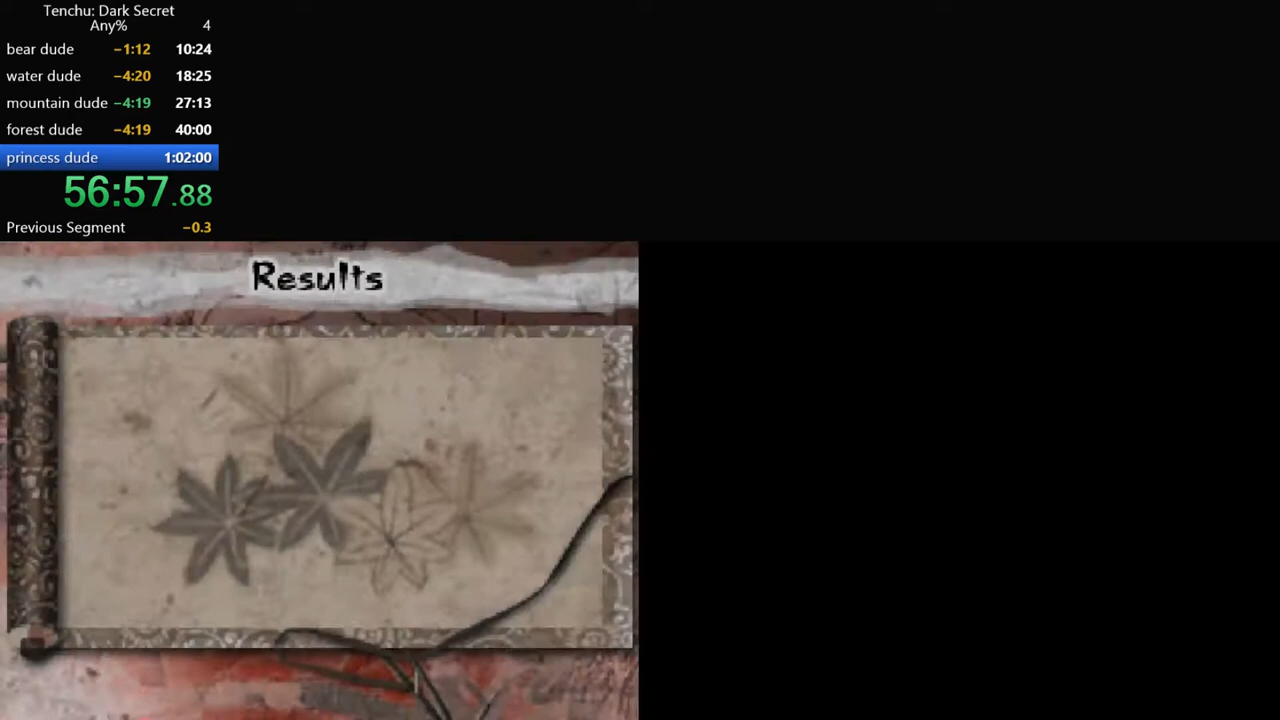 Tenchu: Dark Secret
Any% 4
bear dude −1:12 10:24
water dude −4:20 18:25
mountain dude −4:19 27:13
forest dude −4:19 40:00
princess dude 1:02:00
56:57.88
Previous Segment −0.3
Results